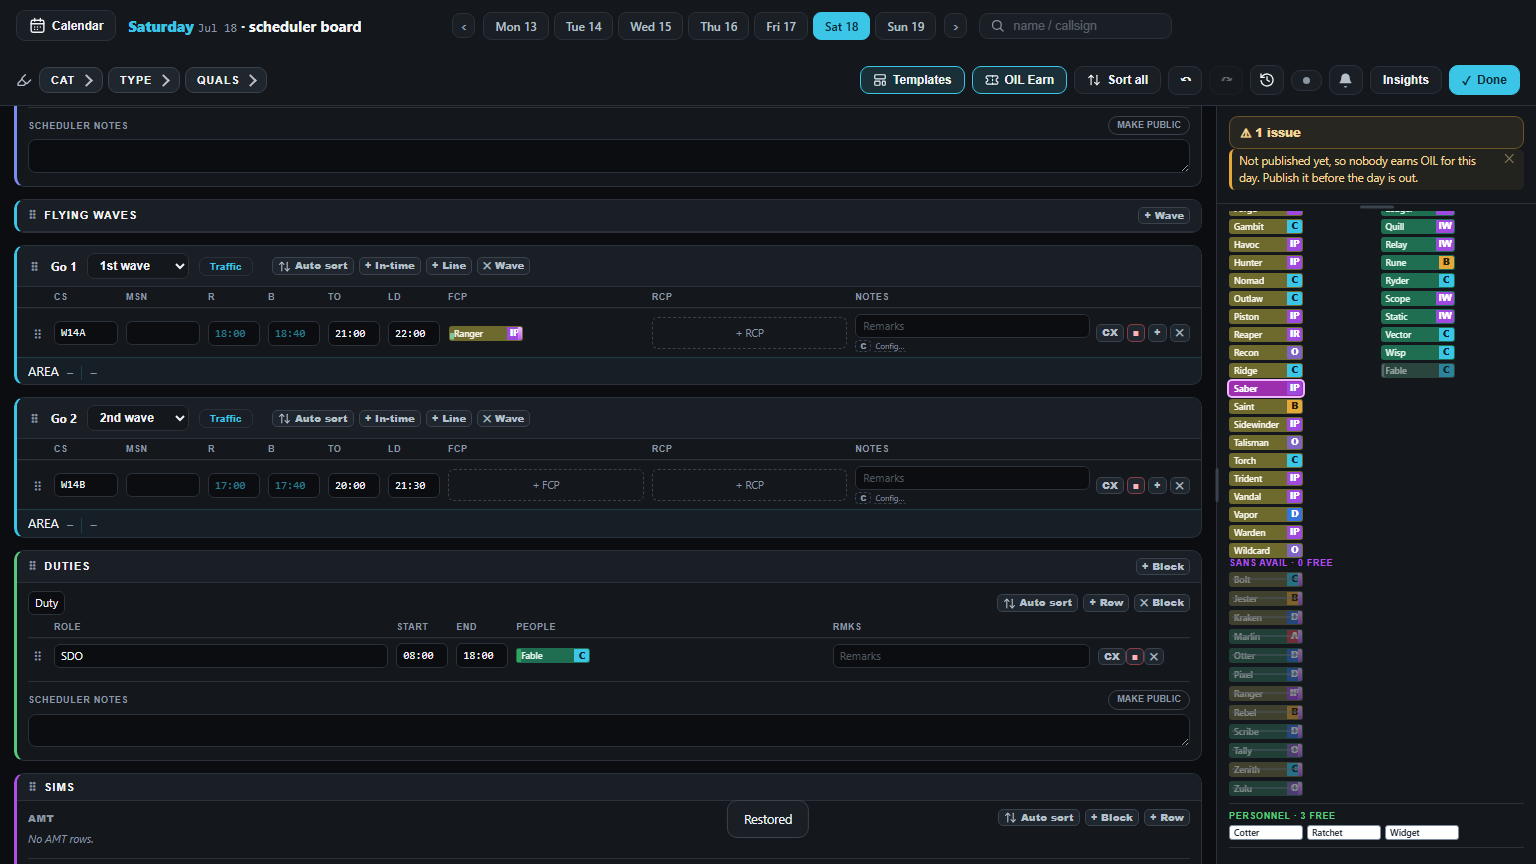 Calendar
Saturday Jul 18 · scheduler board
‹ Mon 13 Tue 14 Wed 15 Thu 16 Fri 17 Sat 18 Sun 19 ›
name / callsign
CAT TYPE QUALS
Templates OIL Earn Sort all Insights ✓ Done
SCHEDULER NOTES MAKE PUBLIC
FLYING WAVES + Wave
Go 1 1st wave Traffic Auto sort + In-time + Line × Wave
CS MSN R B TO LD FCP RCP NOTES
W14A 18:00 18:40 21:00 22:00 Ranger IP + RCP Remarks CX + ×
C Config...
AREA – –
Go 2 2nd wave Traffic Auto sort + In-time + Line × Wave
CS MSN R B TO LD FCP RCP NOTES
W14B 17:00 17:40 20:00 21:30 + FCP + RCP Remarks CX + ×
C Config...
AREA – –
DUTIES + Block
Duty Auto sort + Row × Block
ROLE START END PEOPLE RMKS
SDO 08:00 18:00 Fable C Remarks CX ×
SCHEDULER NOTES MAKE PUBLIC
SIMS
AMT Auto sort + Block + Row
No AMT rows.
Restored
⚠ 1 issue
Not published yet, so nobody earns OIL for this
day. Publish it before the day is out.
Gambit C Quill IW
Havoc IP Relay IW
Hunter IP Rune B
Nomad C Ryder C
Outlaw C Scope IW
Piston IP Static IW
Reaper IR Vector C
Recon O Wisp C
Ridge C Fable C
Saber IP
Saint B
Sidewinder IP
Talisman O
Torch C
Trident IP
Vandal IP
Vapor D
Warden IP
Wildcard O
SANS AVAIL · 0 FREE
Bolt C
Jester B
Kraken D
Marlin A
Otter D
Pixel D
Ranger IP
Rebel B
Scribe D
Tally O
Zenith C
Zulu O
PERSONNEL · 3 FREE
Cotter Ratchet Widget